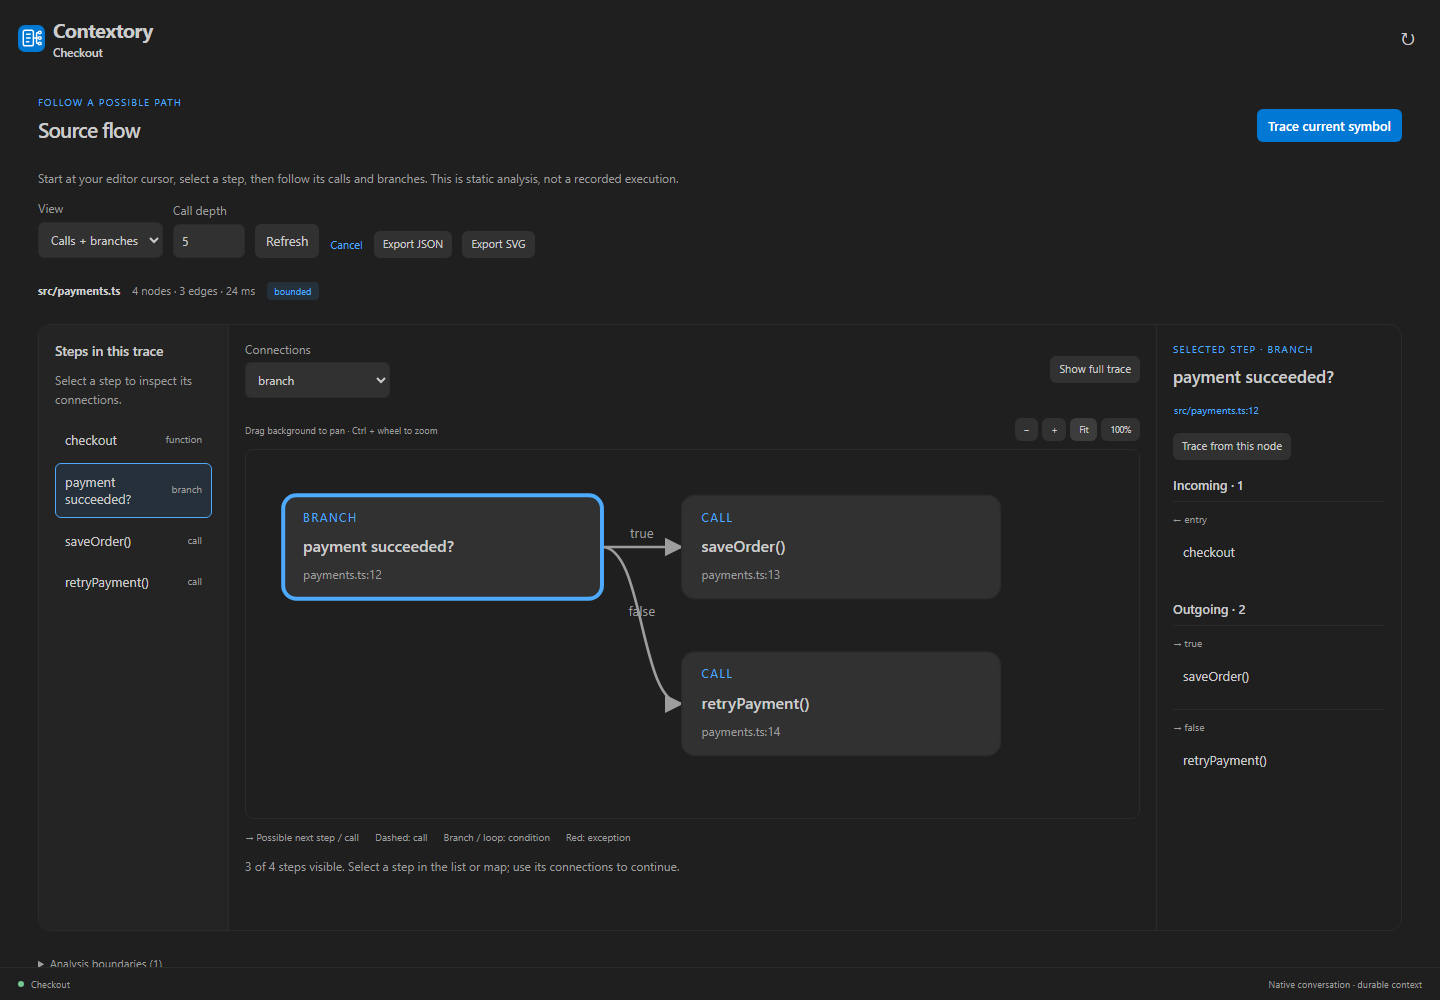 Contextory
Checkout
↻
FOLLOW A POSSIBLE PATH
Source flow
Trace current symbol
Start at your editor cursor, select a step, then follow its calls and branches. This is static analysis, not a recorded execution.
View
Call depth
Calls + branches
5
Refresh
Cancel
Export JSON
Export SVG
src/payments.ts 4 nodes · 3 edges · 24 ms bounded
Steps in this trace
Select a step to inspect its
connections.
checkout function
payment
succeeded?
branch
saveOrder() call
retryPayment() call
Connections
branch
Show full trace
Drag background to pan · Ctrl + wheel to zoom
− + Fit 100%
BRANCH
payment succeeded?
payments.ts:12
true
false
CALL
saveOrder()
payments.ts:13
CALL
retryPayment()
payments.ts:14
→ Possible next step / call Dashed: call Branch / loop: condition Red: exception
3 of 4 steps visible. Select a step in the list or map; use its connections to continue.
SELECTED STEP · BRANCH
payment succeeded?
src/payments.ts:12
Trace from this node
Incoming · 1
← entry
checkout
Outgoing · 2
→ true
saveOrder()
→ false
retryPayment()
▶ Analysis boundaries (1)
Checkout
Native conversation · durable context